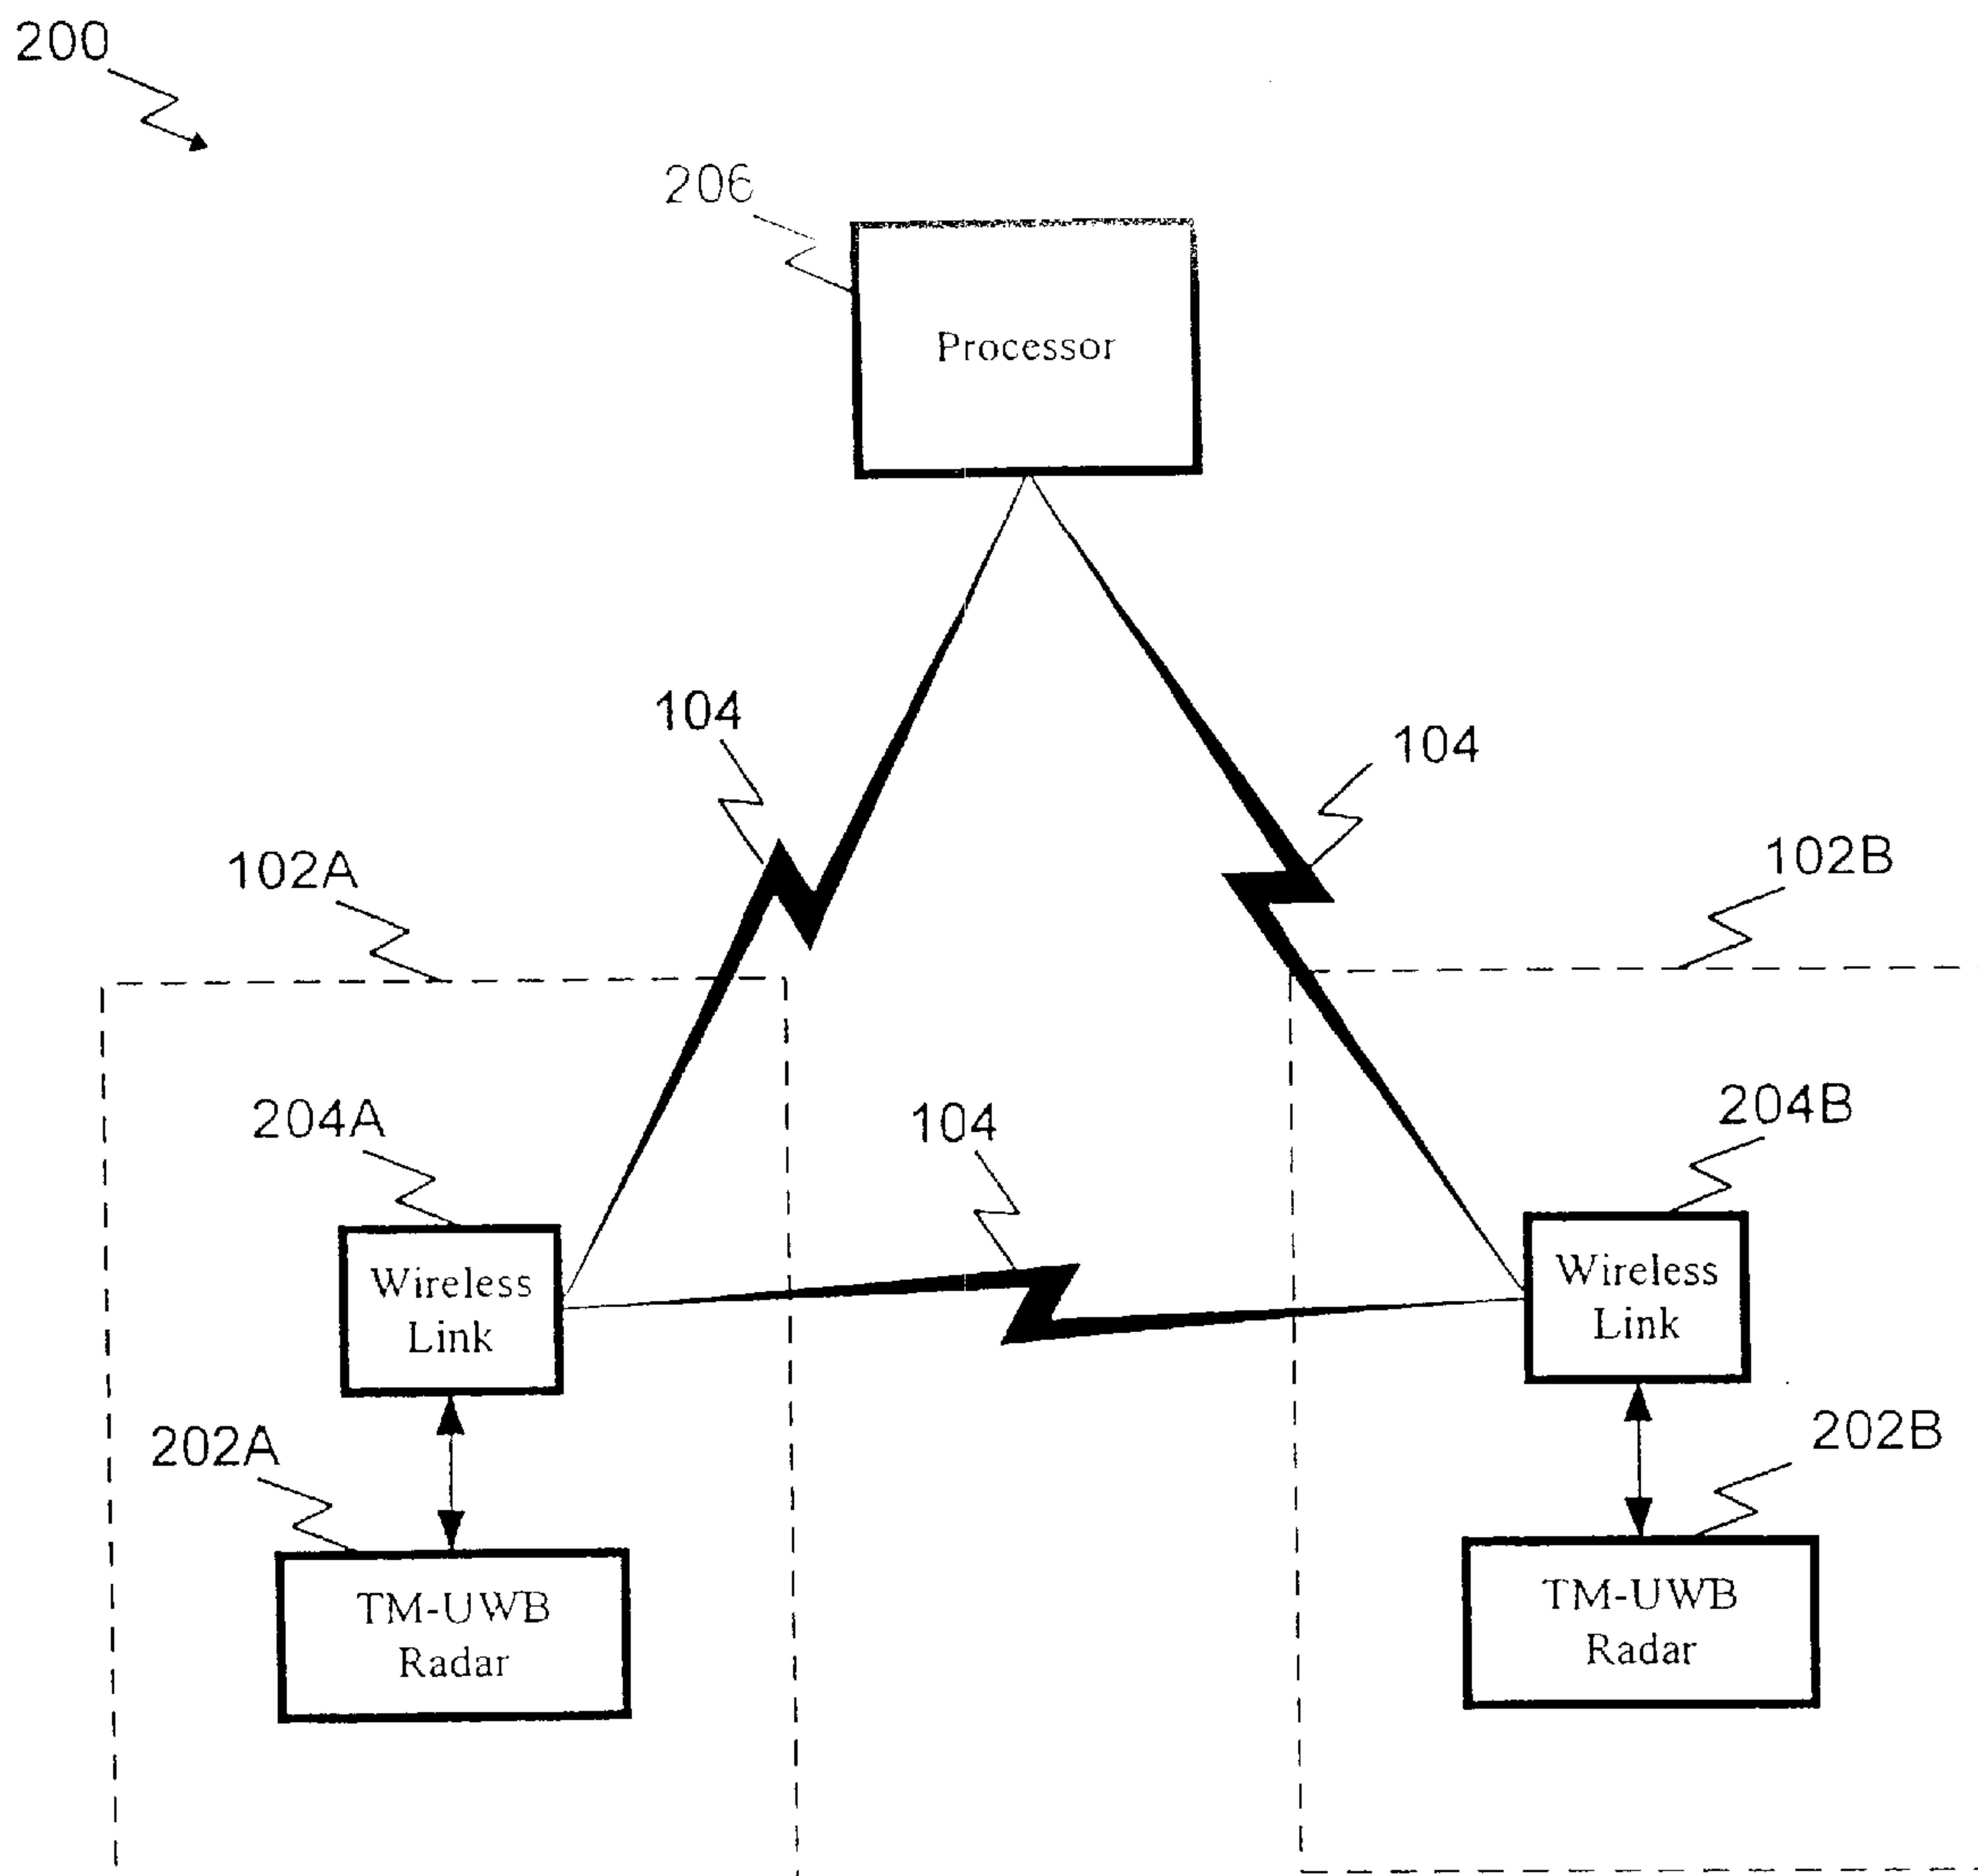 200
206
Processor
104
104
102A
102B
204A
104
204B
Wireless
Link
Wireless
Link
202A
202B
TM-UWB
Radar
TM-UWB
Radar